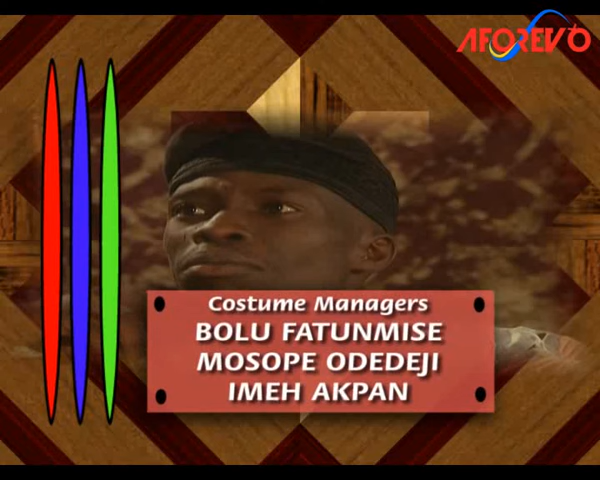 AFOREVO
Costume Managers
BOLU FATUNMISE
MOSOPE ODEDEJI
IMEH AKPAN